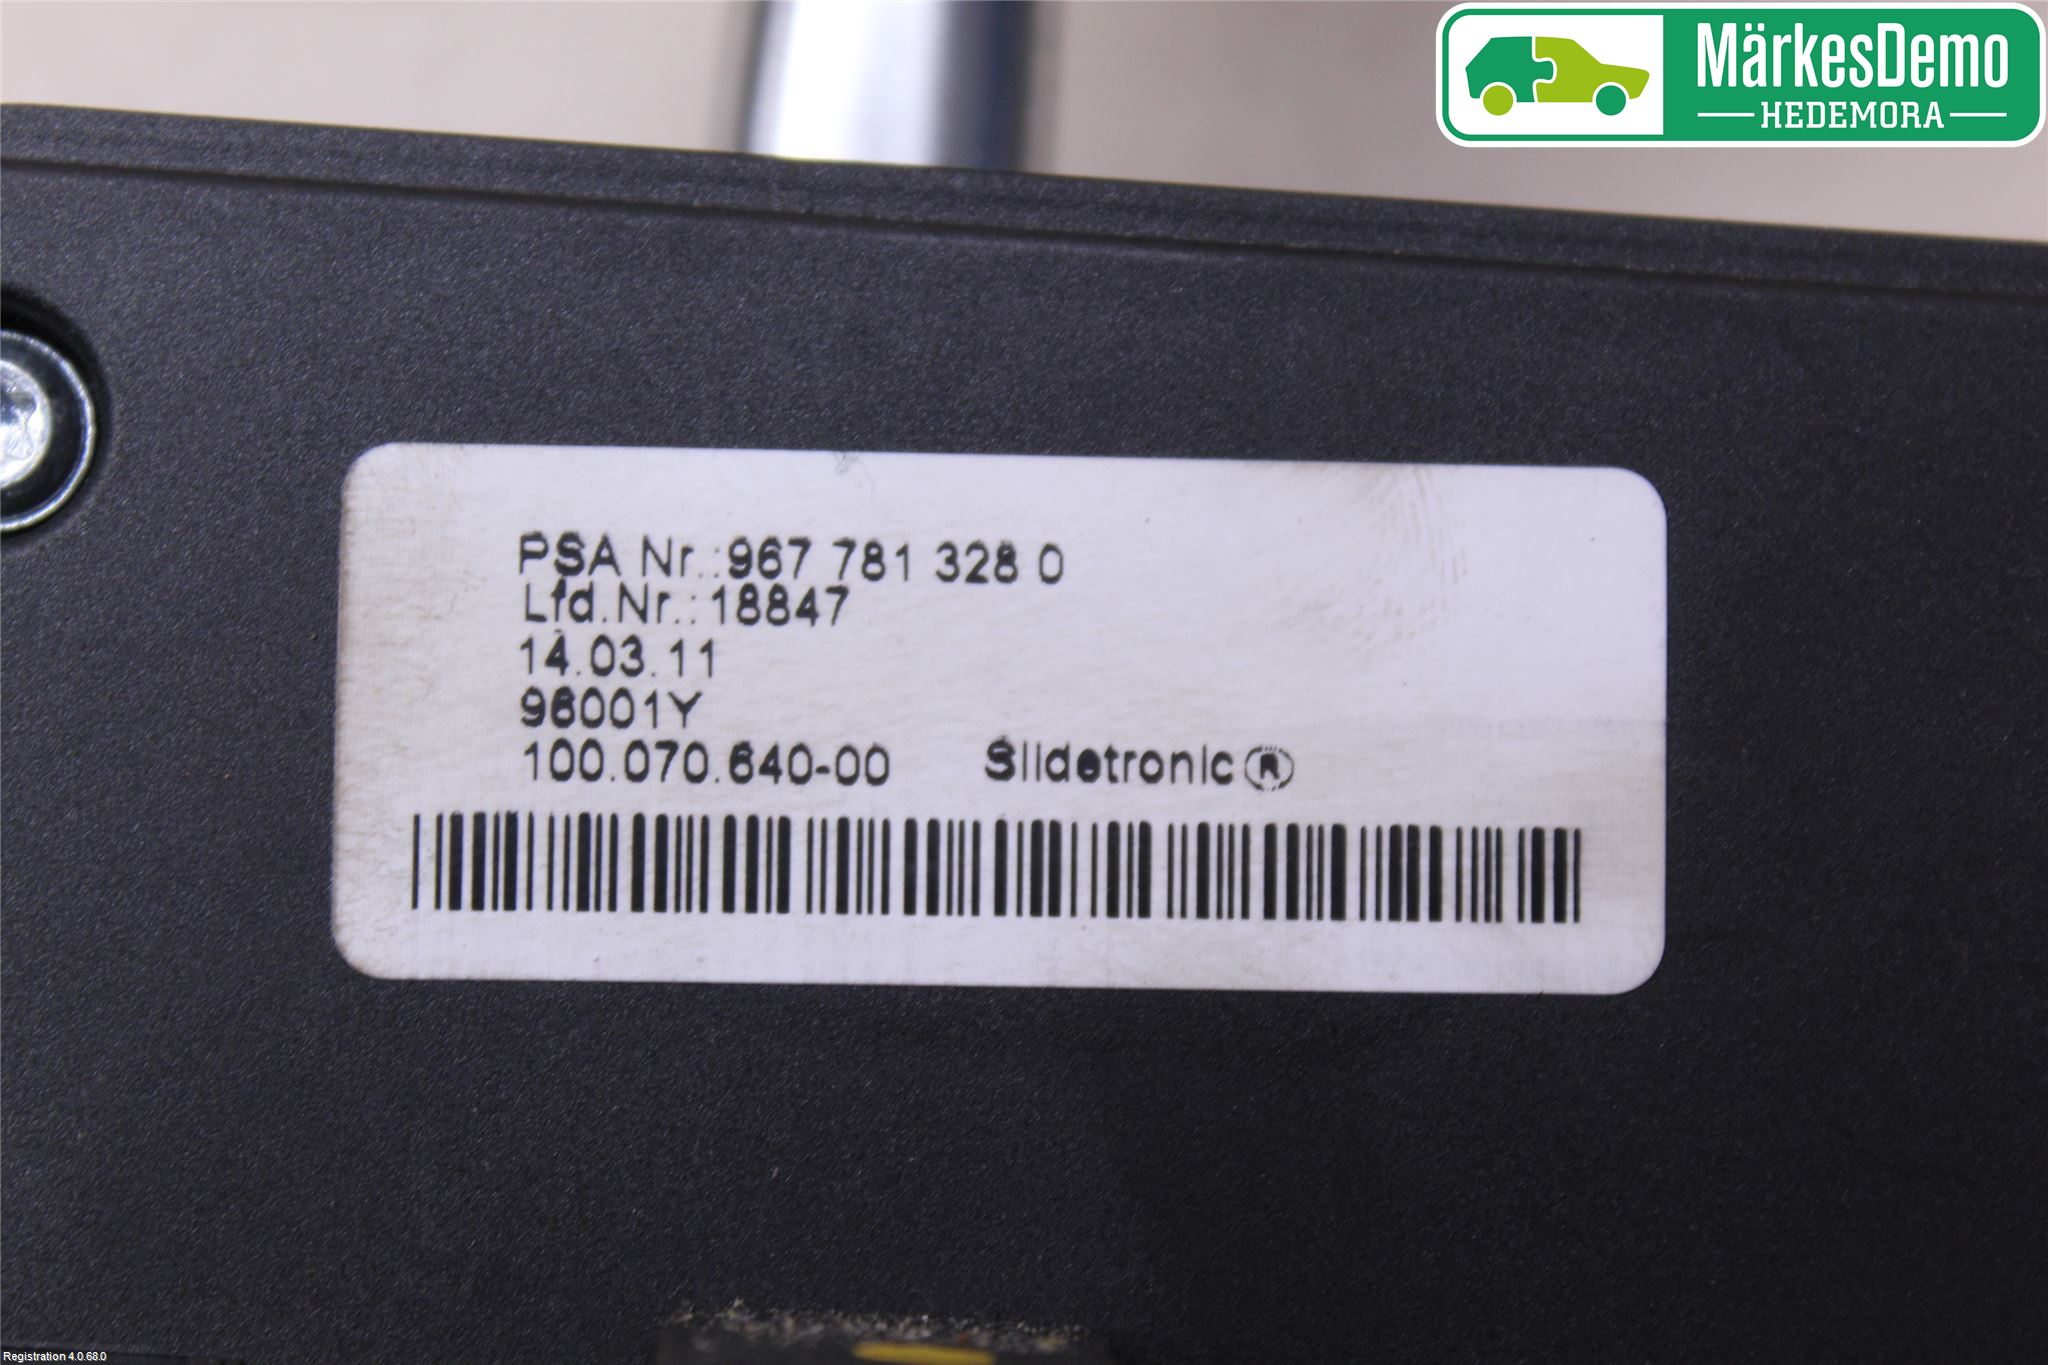 MärkesDemo
HEDEMORA
PSA Nr.:967 781 328 0
Lfd.Nr.:18847
14.03.11
96001Y
100.070.640-00 Slidetronic®
Registration 4.0.68.0